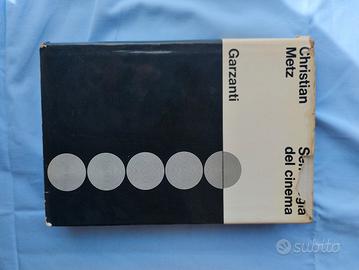 Christian
Metz
del cinema
Garzanti
subito